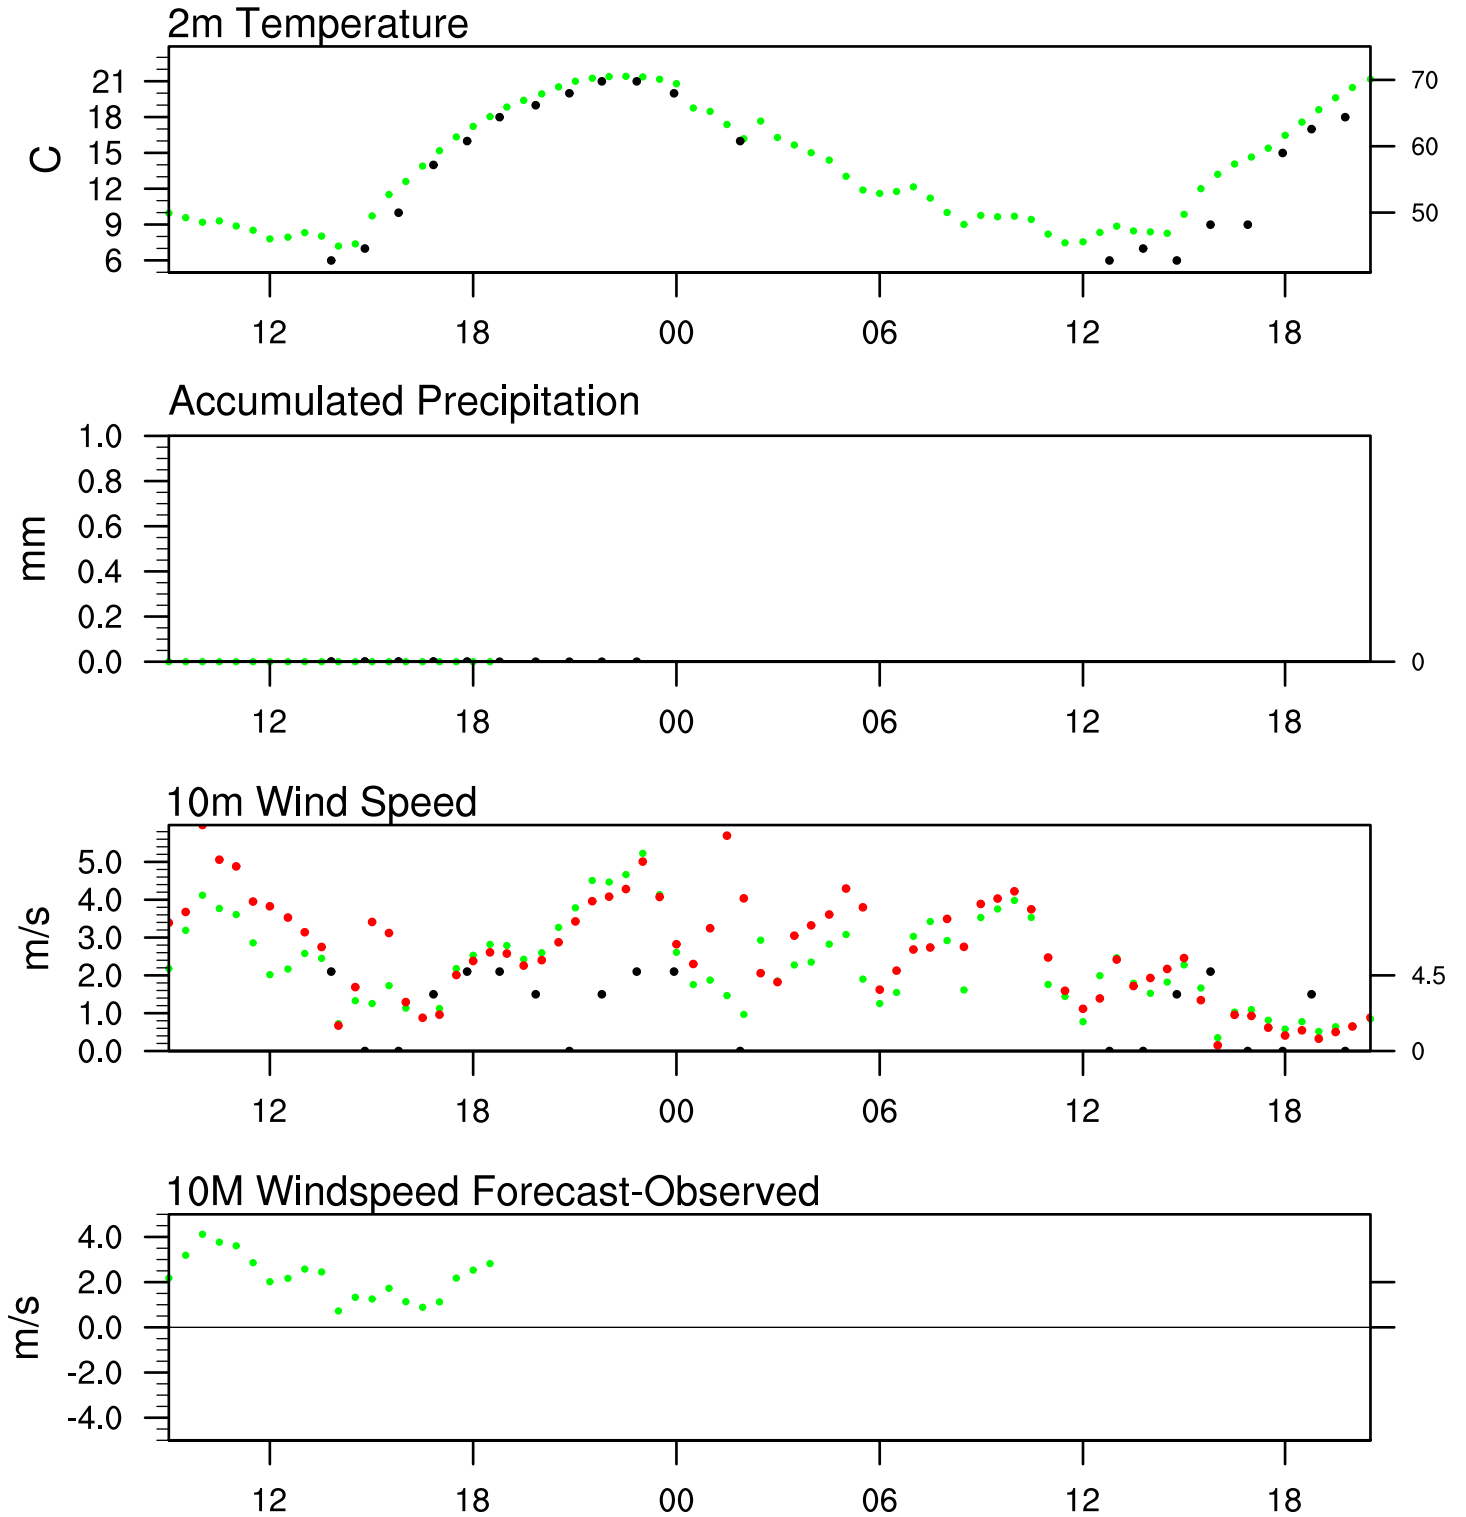 2m Temperature
21 70
18
15 60
C
12
9 50
6
12 18 00 06 12 18
Accumulated Precipitation
1.0
0.8
0.6
mm
0.4
0.2
0.0 0
12 18 00 06 12 18
10m Wind Speed
5.0
4.0
3.0
m/s
2.0 4.5
1.0
0.0 0
12 18 00 06 12 18
10M Windspeed Forecast-Observed
4.0
2.0
0.0
m/s
-2.0
-4.0
12 18 00 06 12 18